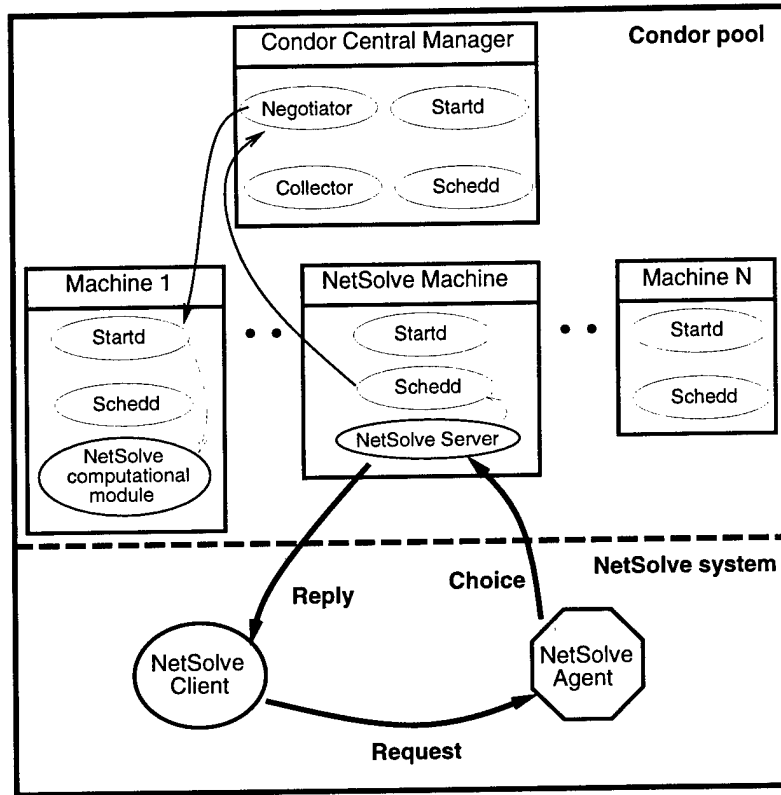 Condor Central Manager
Condor pool
Negotiator
Startd
Collector
Schedd
Machine 1
Startd
Schedd
NetSolve
computational
module
NetSolve Machine
Startd
Schedd
NetSolve Server
Machine N
Startd
Schedd
NetSolve system
Reply
Choice
NetSolve
Client
NetSolve
Agent
Request